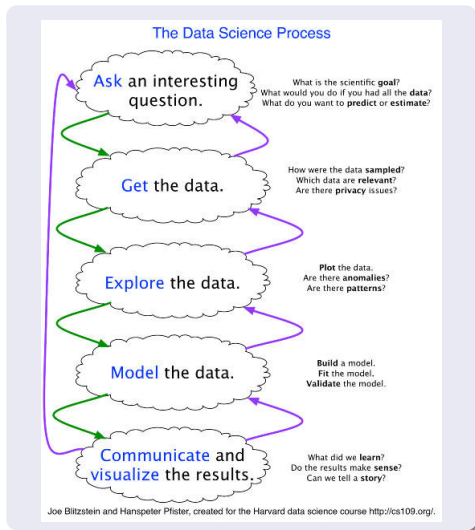 The Data Science Process
Ask an interesting
question.
What is the scientific goal?
What would you do if you had all the data?
What do you want to predict or estimate?
Get the data.
How were the data sampled?
Which data are relevant?
Are there privacy issues?
Explore the data.
Plot the data.
Are there anomalies?
Are there patterns?
Model the data.
Build a model.
Fit the model.
Validate the model.
Communicate and
visualize the results.
What did we learn?
Do the results make sense?
Can we tell a story?
Joe Blitzstein and Hanspeter Pfister, created for the Harvard data science course http://cs109.org/.